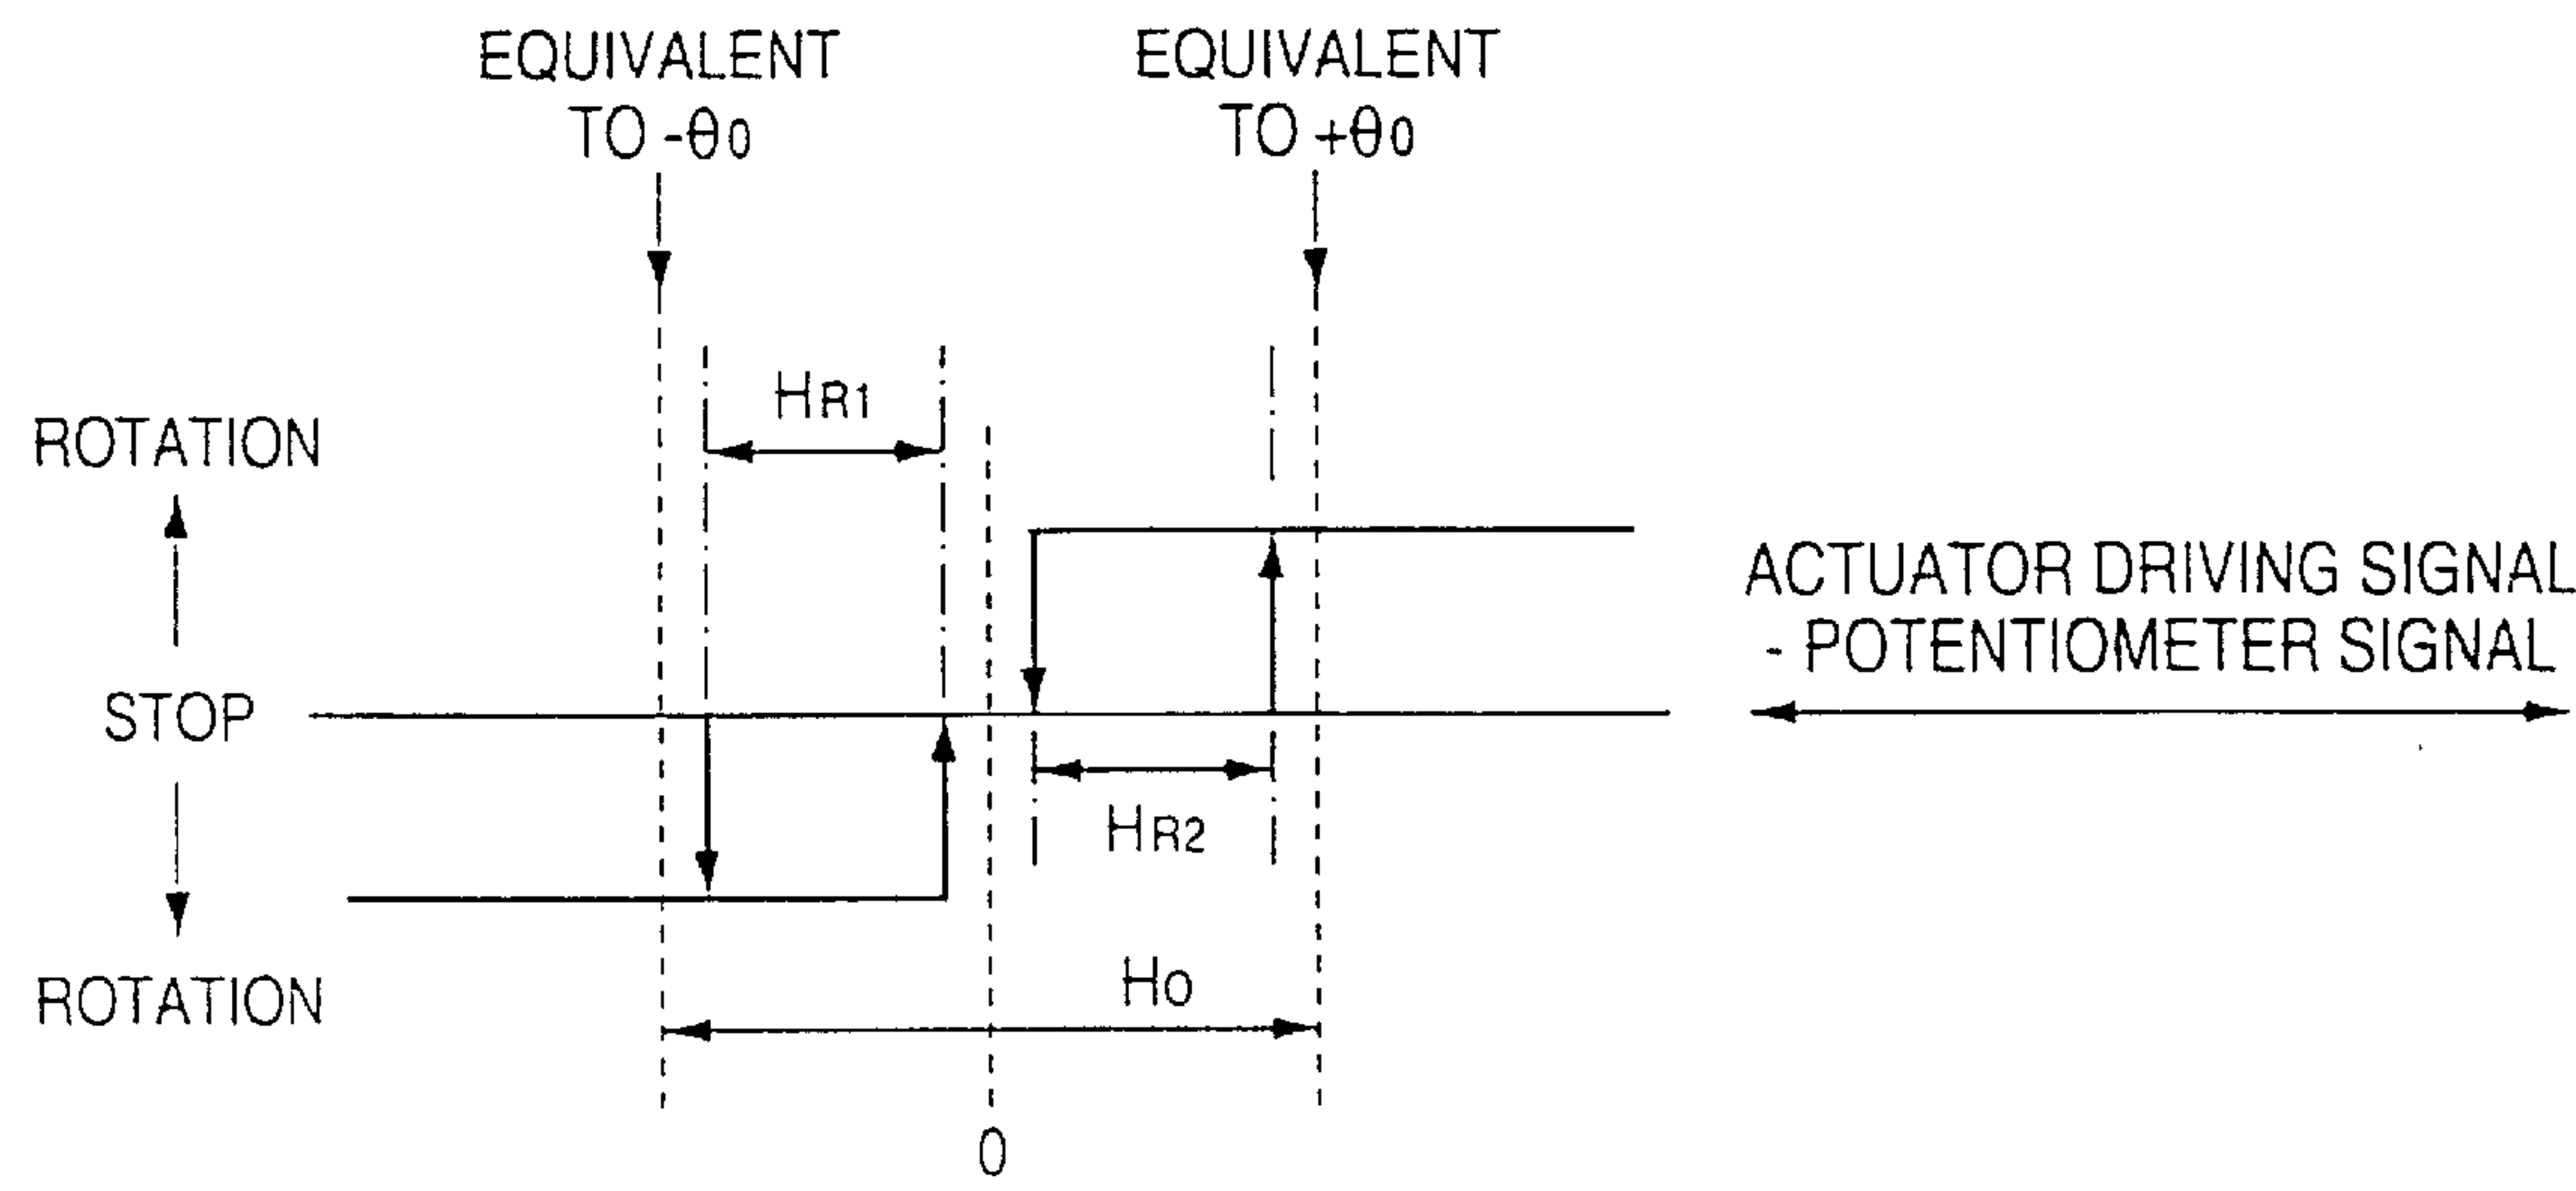 EQUIVALENT
TO -θ0
EQUIVALENT
TO +θ0
HR1
ROTATION
ACTUATOR DRIVING SIGNAL
- POTENTIOMETER SIGNAL
STOP
HR2
H0
ROTATION
0